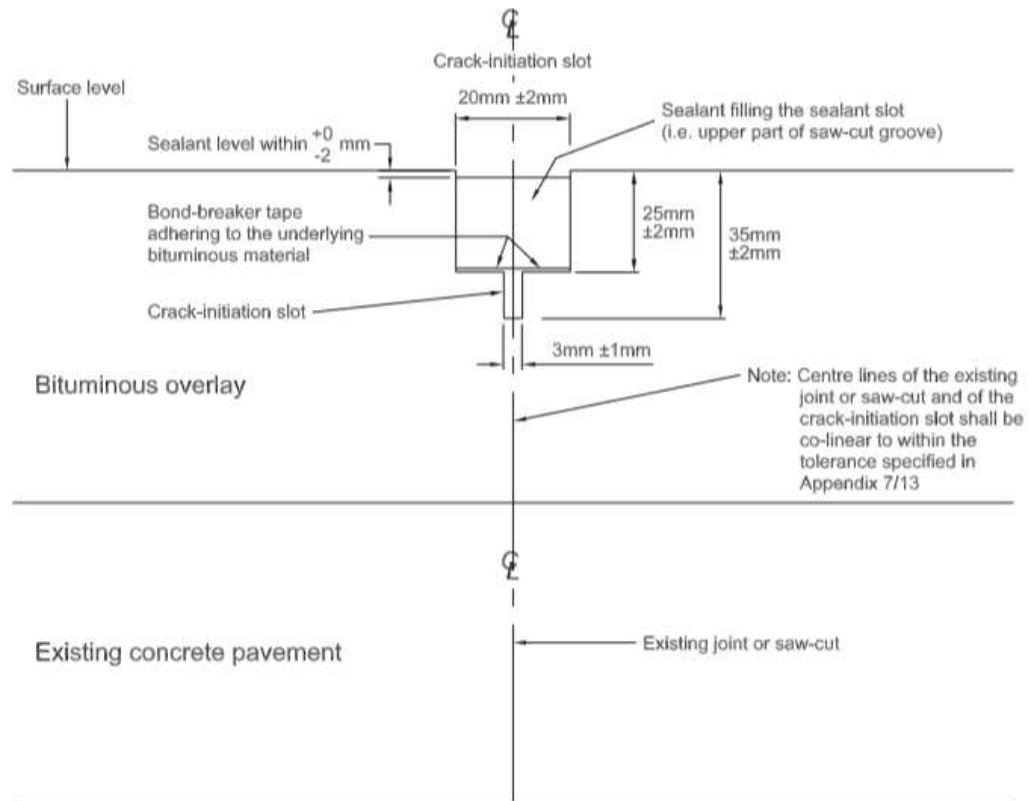 ℄
Crack-initiation slot
Surface level
20mm ±2mm
Sealant filling the sealant slot
(i.e. upper part of saw-cut groove)
Sealant level within +0 -2 mm
Bond-breaker tape
adhering to the underlying
bituminous material
25mm
±2mm
35mm
±2mm
Crack-initiation slot
3mm ±1mm
Bituminous overlay
Note: Centre lines of the existing
joint or saw-cut and of the
crack-initiation slot shall be
co-linear to within the
tolerance specified in
Appendix 7/13
℄
Existing concrete pavement
Existing joint or saw-cut